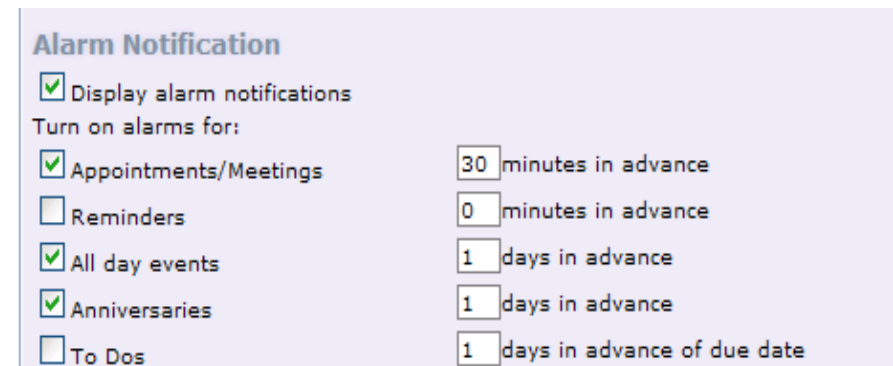 Alarm Notification
Display alarm notifications
Turn on alarms for:
Appointments/Meetings 30 minutes in advance
Reminders 0 minutes in advance
All day events 1 days in advance
Anniversaries 1 days in advance
To Dos 1 days in advance of due date